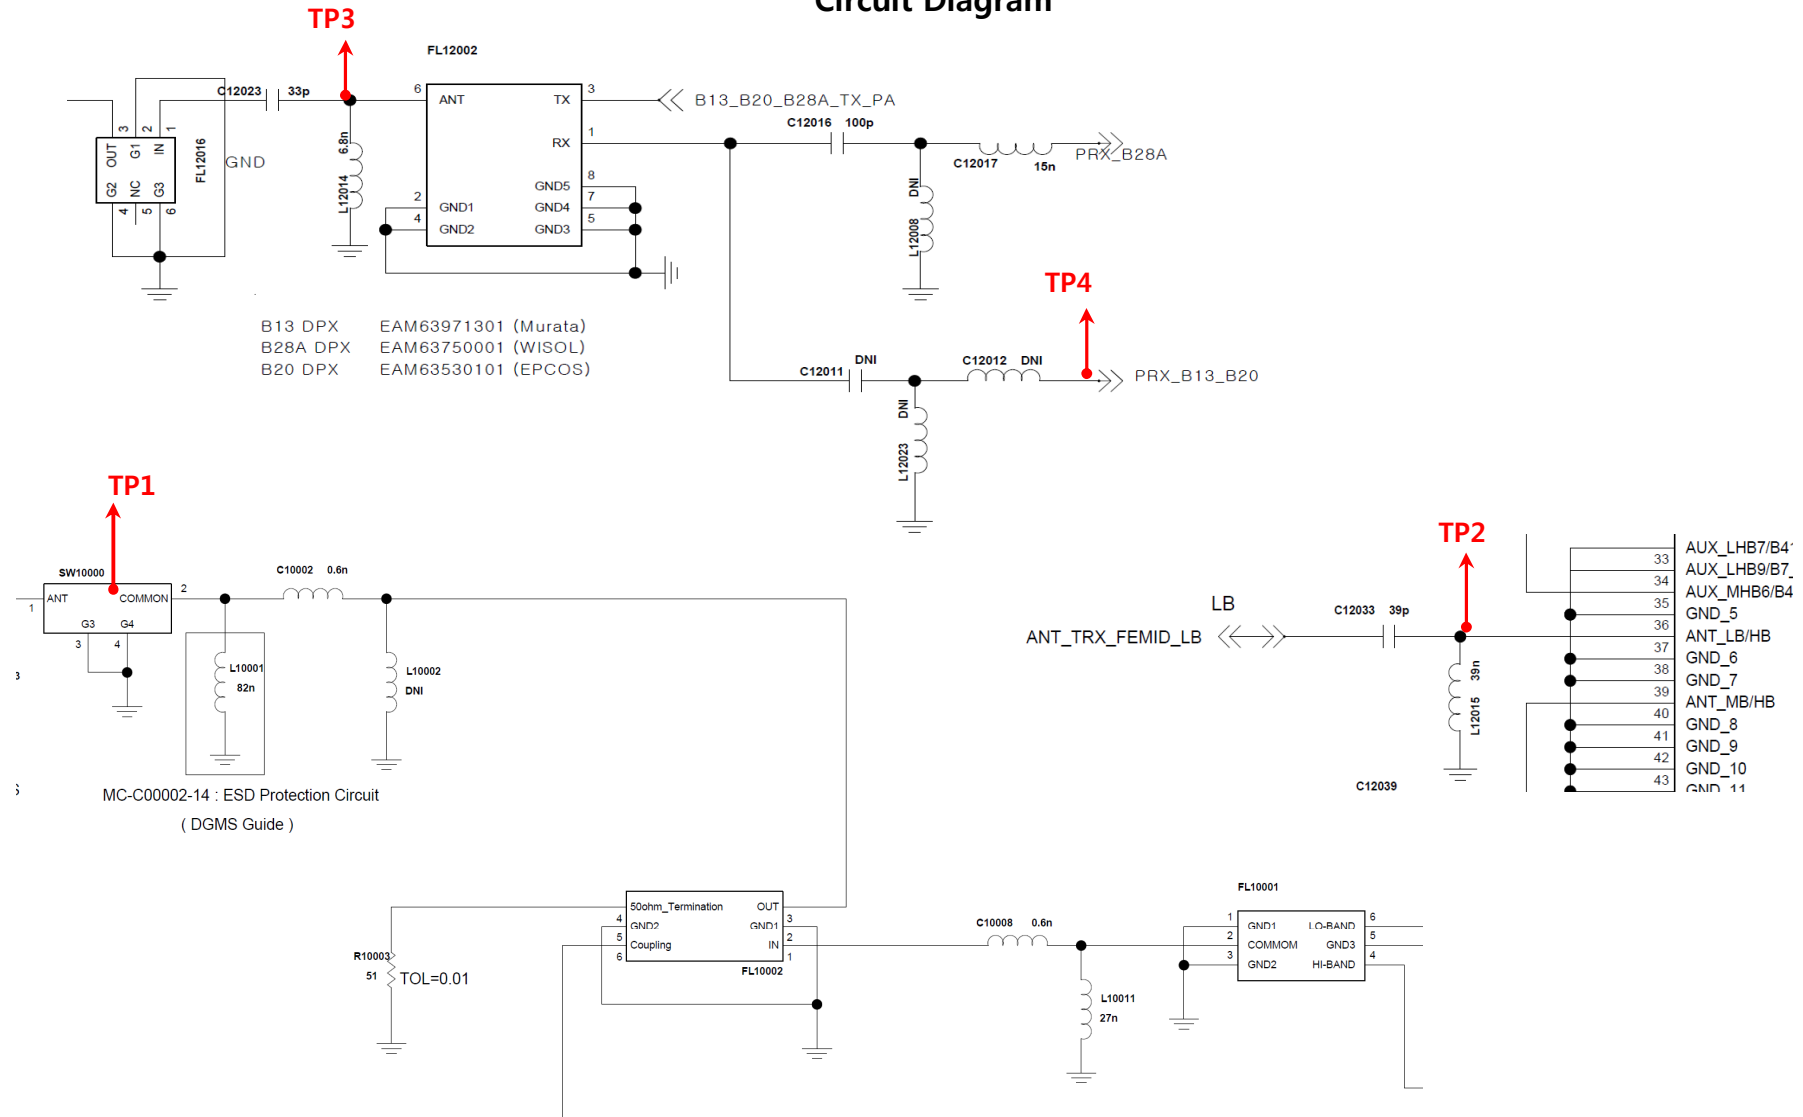 Circuit Diagram
TP3
FL12002
C12023 33p
6 ANT TX 3
B13_B20_B28A_TX_PA
C12016 100p
1
RX
PRX_B28A
C12017 15n
3 2 1
OUT G1 IN
G2 NC G3
4 5 6
FL12016
GND
6.8n
L12014
GND5 8
2 GND1 GND4 7
4 GND2 GND3 5
DNI
L12008
TP4
B13 DPX EAM63971301 (Murata)
B28A DPX EAM63750001 (WISOL)
B20 DPX EAM63530101 (EPCOS)
C12011 DNI
C12012 DNI
PRX_B13_B20
DNI
L12023
TP1
SW10000
C10002 0.6n
1 ANT COMMON 2
G3 G4
3 4
L10001
82n
L10002
DNI
MC-C00002-14 : ESD Protection Circuit
( DGMS Guide )
TP2
LB
ANT_TRX_FEMID_LB
C12033 39p
39n
L12015
C12039
33 AUX_LHB7/B41
34 AUX_LHB9/B7_
35 AUX_MHB6/B4
36 GND_5
37 ANT_LB/HB
38 GND_6
39 GND_7
40 ANT_MB/HB
41 GND_8
42 GND_9
43 GND_10
GND_11
50ohm_Termination OUT
4 GND2 GND1 3
5 Coupling IN 2
6 1
FL10002
R10003
51 TOL=0.01
C10008 0.6n
L10011
27n
FL10001
1 GND1 LO-BAND 6
2 COMMOM GND3 5
3 GND2 HI-BAND 4